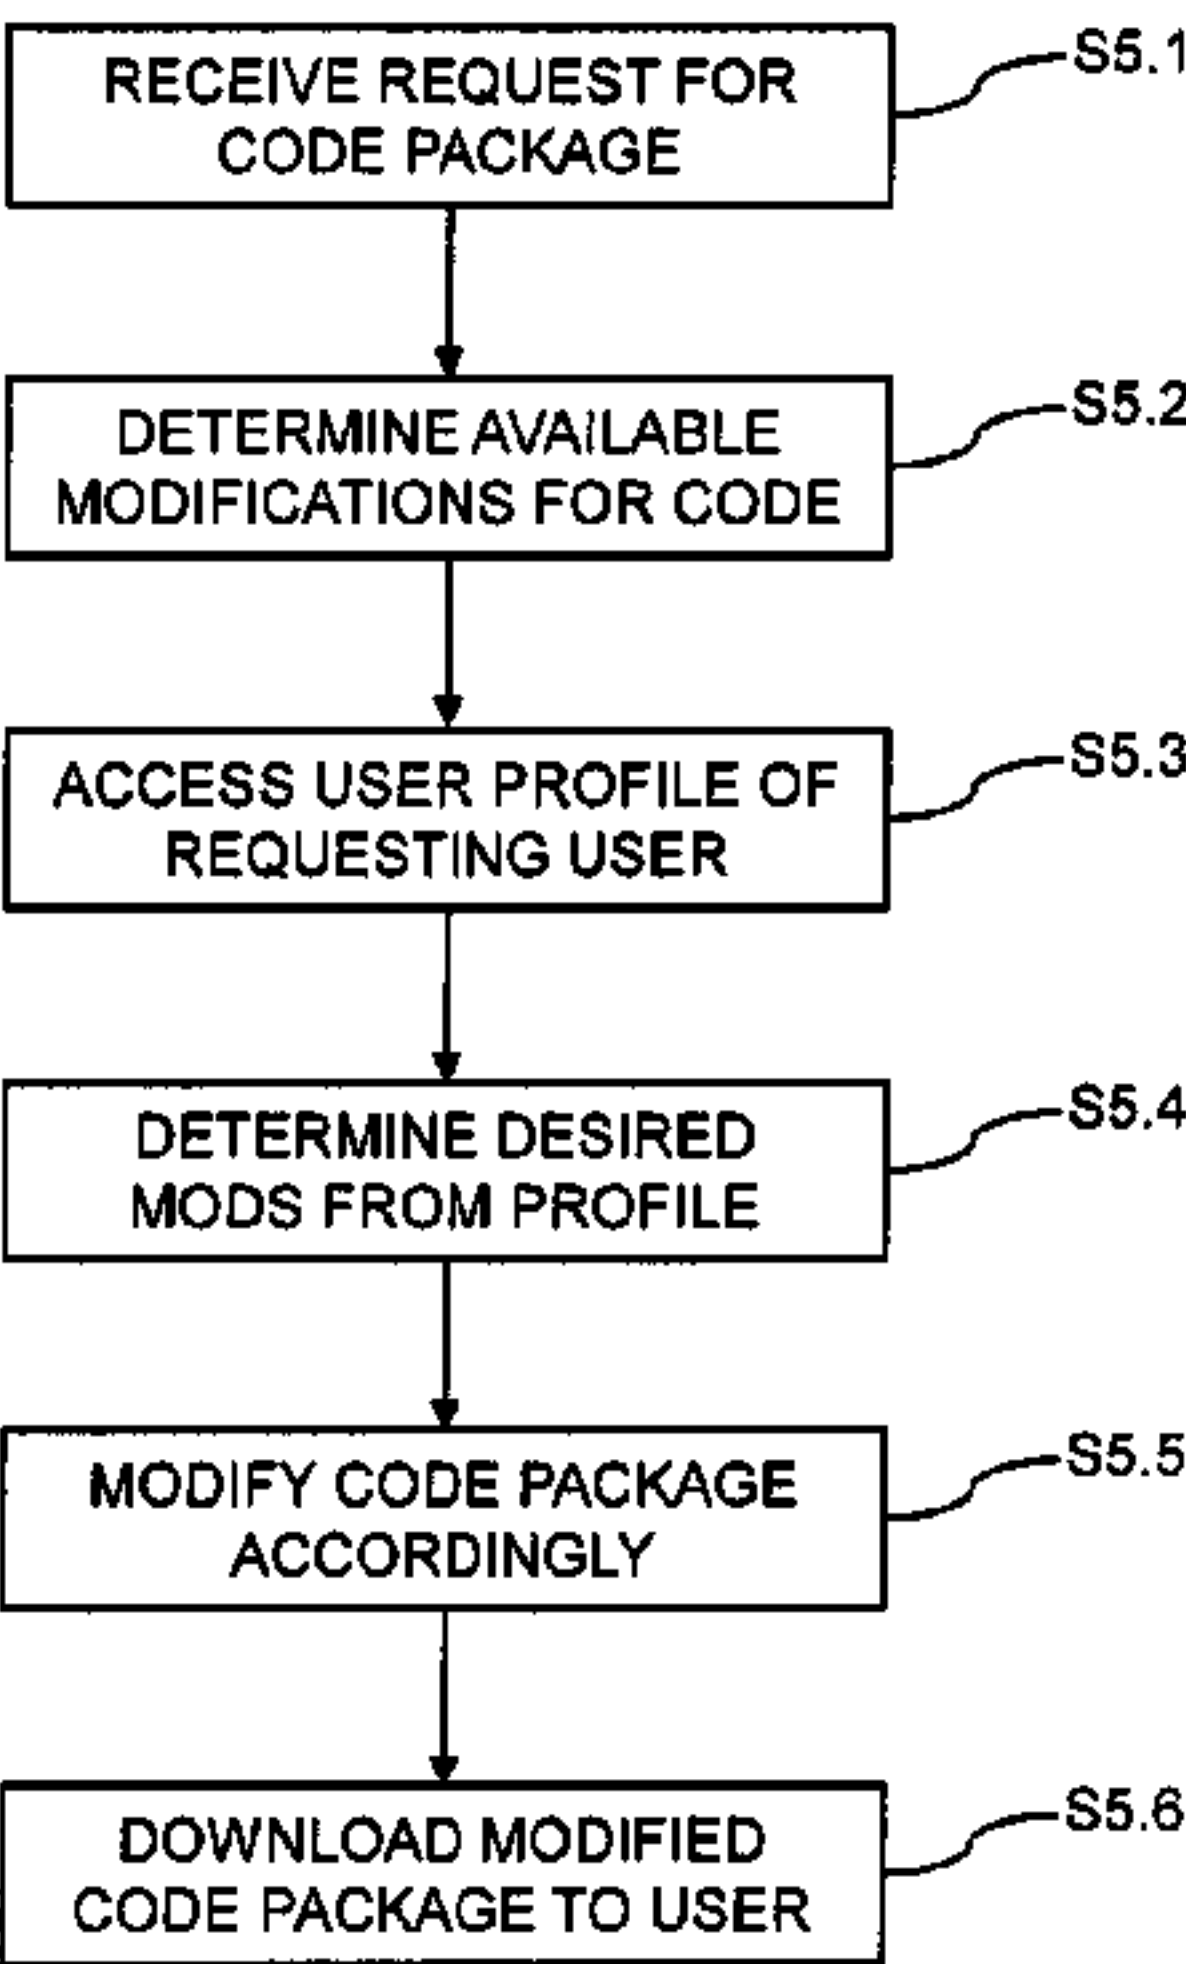 RECEIVE REQUEST FOR
CODE PACKAGE
S5.1
DETERMINE AVAILABLE
MODIFICATIONS FOR CODE
S5.2
ACCESS USER PROFILE OF
REQUESTING USER
S5.3
DETERMINE DESIRED
MODS FROM PROFILE
S5.4
MODIFY CODE PACKAGE
ACCORDINGLY
S5.5
DOWNLOAD MODIFIED
CODE PACKAGE TO USER
S5.6